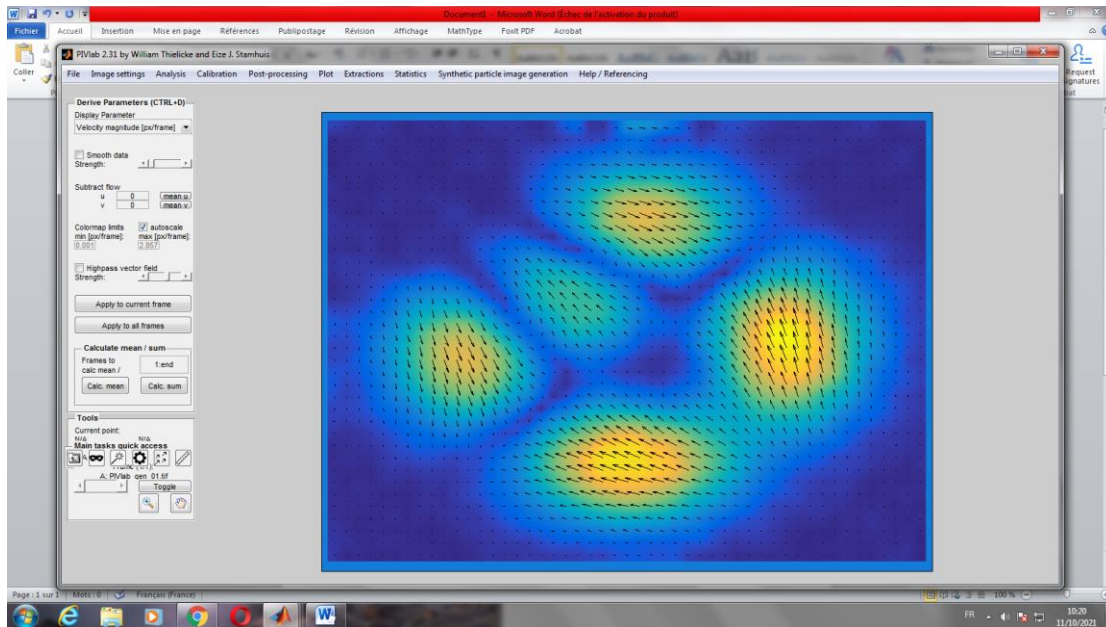 Document1 - Microsoft Word (Échec de l'activation du produit)
Fichier Accueil Insertion Mise en page Références Publipostage Révision Affichage MathType Foxit PDF Acrobat
Coller
Request
Signatures
PIVlab 2.31 by William Thielicke and Eize J. Stamhuis
File Image settings Analysis Calibration Post-processing Plot Extractions Statistics Synthetic particle image generation Help / Referencing
Derive Parameters (CTRL+D)
Display Parameter
Velocity magnitude [px/frame]
Smooth data
Strength:
Subtract flow
u 0 mean u
v 0 mean v
Colormap limits autoscale
min [px/frame]: max [px/frame]:
0.001 2.857
Highpass vector field
Strength:
Apply to current frame
Apply to all frames
Calculate mean / sum
Frames to
calc mean /
1:end
Calc. mean Calc. sum
Tools
Current point:
N/A N/A
Main tasks quick access
A: PIVlab_gen_01.tif
Toggle
Page : 1 sur 1 Mots : 0 Français (France) 100 %
FR 10:20
11/10/2021